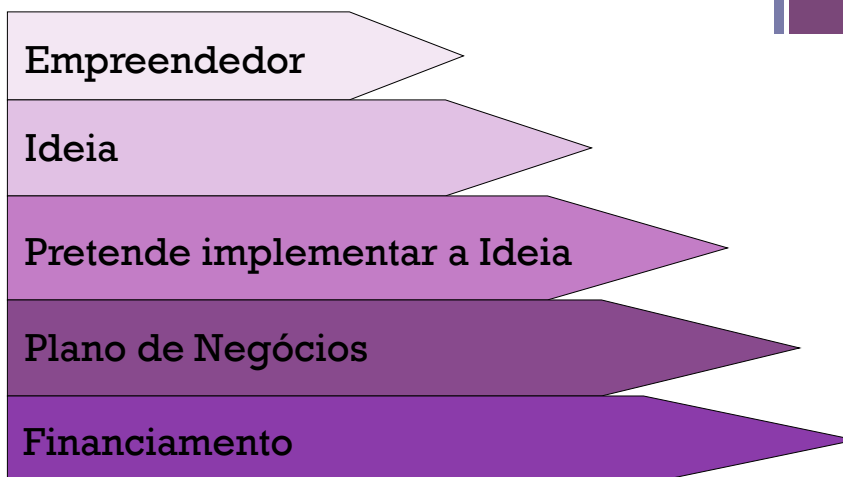 Empreendedor
Ideia
Pretende implementar a Ideia
Plano de Negócios
Financiamento